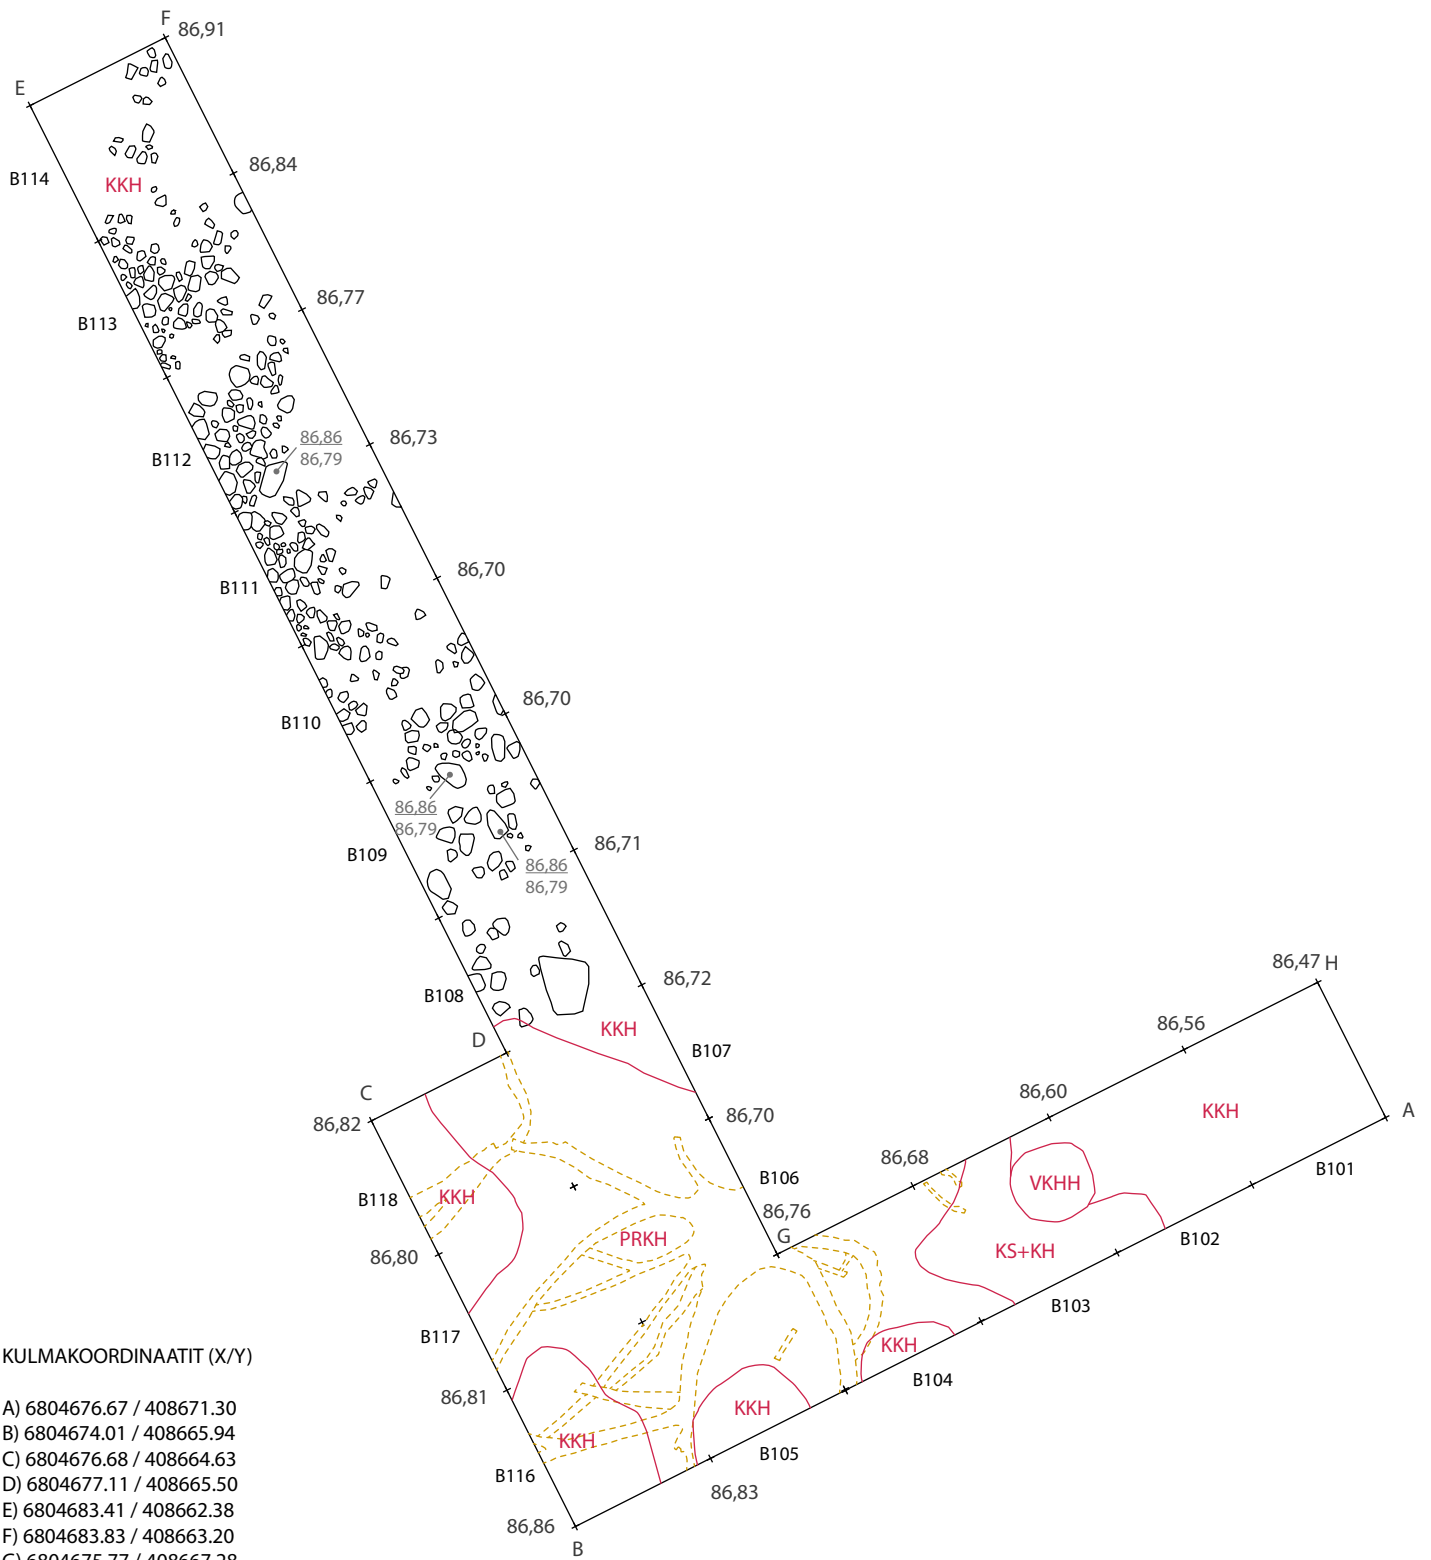 F
86,91
E
86,84
B114
KKH
86,77
B113
86,73
86,86
86,79
B112
86,70
B111
86,70
B110
86,86
86,79
86,71
B109
86,86
86,79
86,72
B108
KKH
86,47 H
D
B107
86,56
C
86,82
86,70
86,60
KKH
A
B101
86,68
B106
VKHH
B118
KKH
86,76
G
PRKH
KS+KH
B102
86,80
B103
B117
KKH
B104
86,81
KKH
KKH
B105
B116
86,83
86,86
B
KULMAKOORDINAATIT (X/Y)
A) 6804676.67 / 408671.30
B) 6804674.01 / 408665.94
C) 6804676.68 / 408664.63
D) 6804677.11 / 408665.50
E) 6804683.41 / 408662.38
F) 6804683.83 / 408663.20
G) 6804675.77 / 408667.28